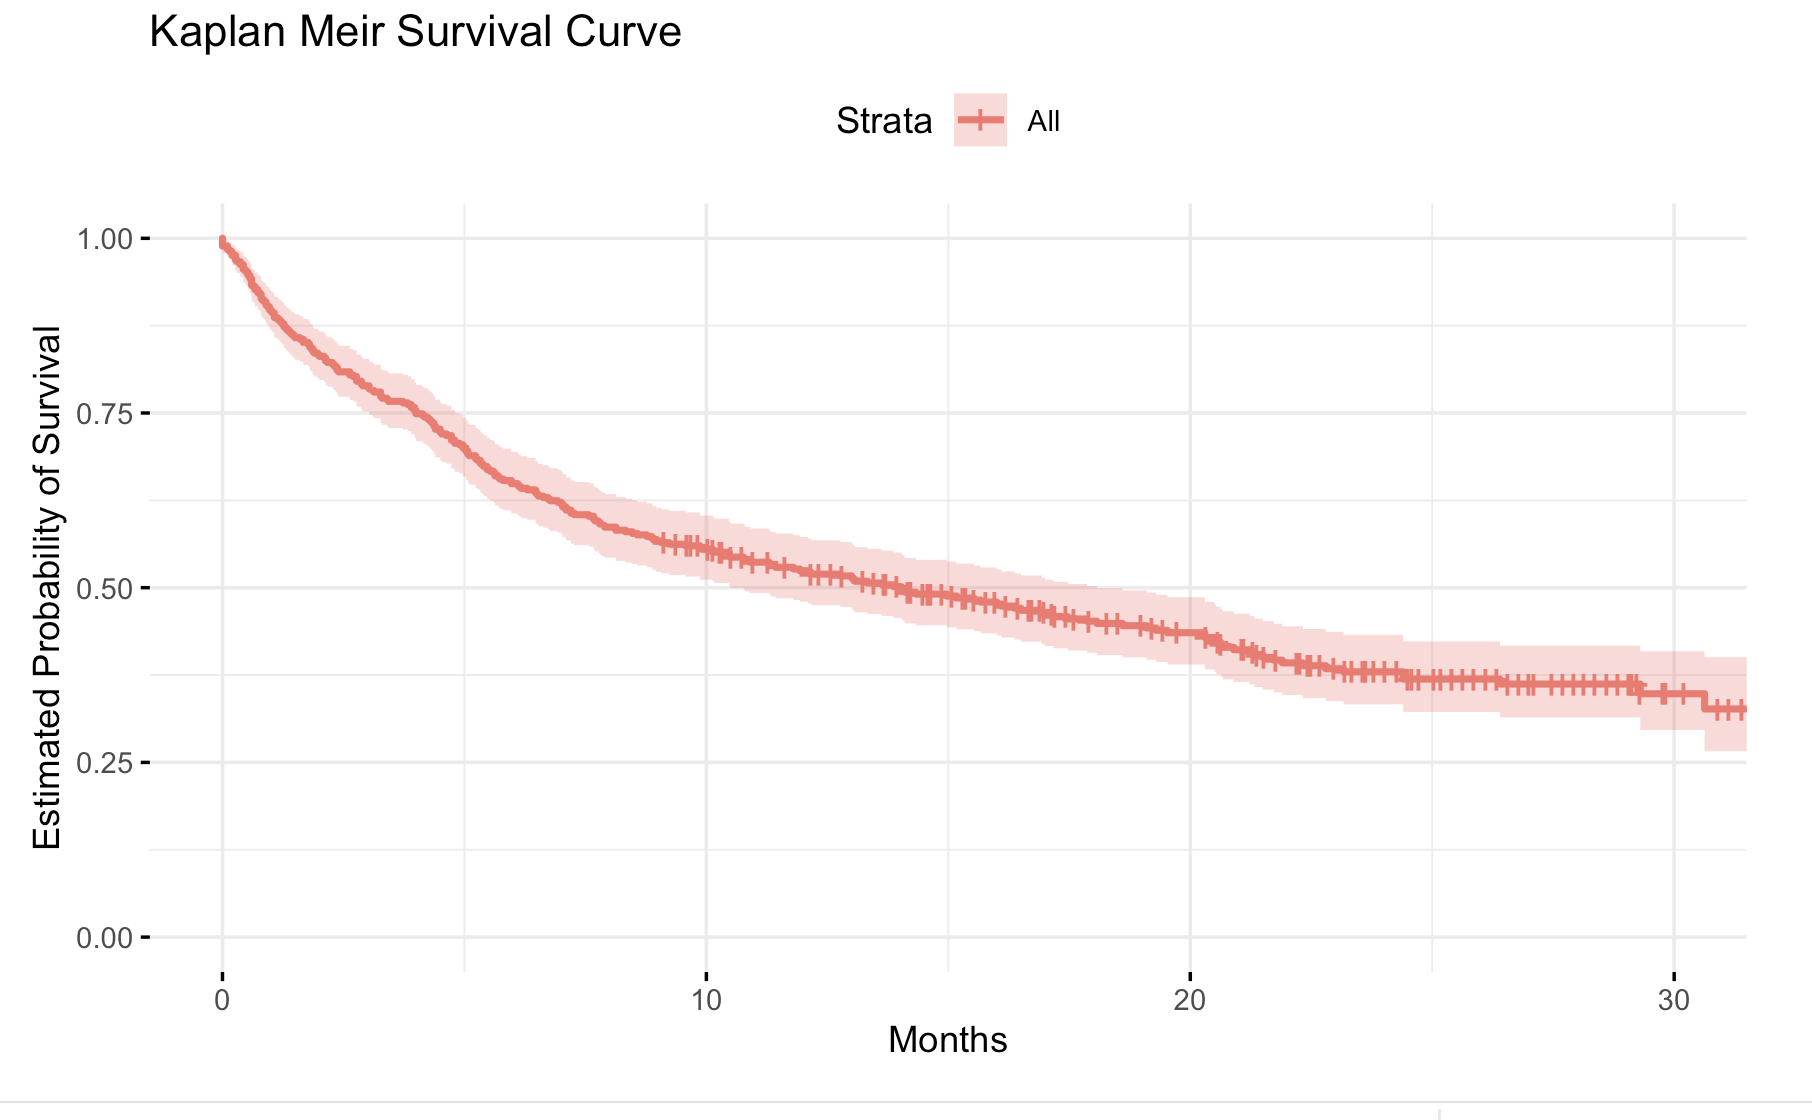 Kaplan Meir Survival Curve
Strata All
Estimated Probability of Survival
1.00
0.75
0.50
0.25
0.00
0 10 20 30
Months